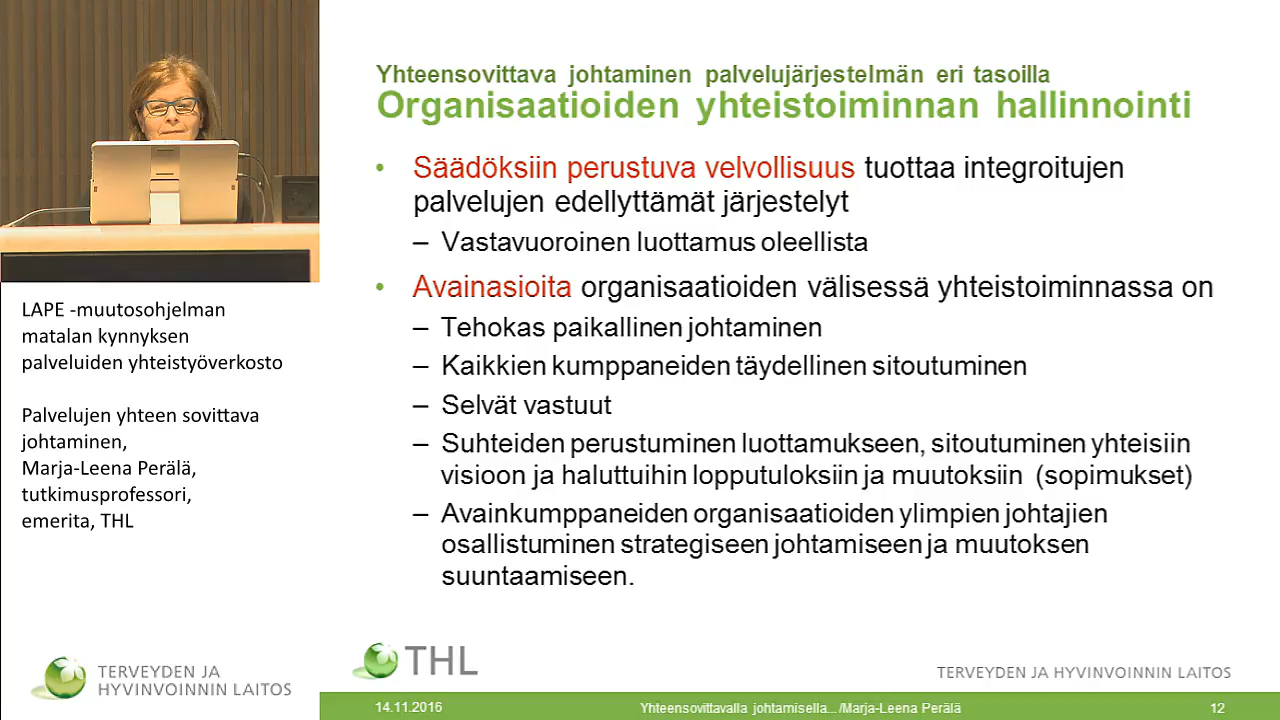 Yhteensovittava johtaminen palvelujärjestelmän eri tasoilla
Organisaatioiden yhteistoiminnan hallinnointi
• Säädöksiin perustuva velvollisuus tuottaa integroitujen
palvelujen edellyttämät järjestelyt
– Vastavuoroinen luottamus oleellista
• Avainasioita organisaatioiden välisessä yhteistoiminnassa on
– Tehokas paikallinen johtaminen
– Kaikkien kumppaneiden täydellinen sitoutuminen
– Selvät vastuut
– Suhteiden perustuminen luottamukseen, sitoutuminen yhteisiin
visioon ja haluttuihin lopputuloksiin ja muutoksiin (sopimukset)
– Avainkumppaneiden organisaatioiden ylimpien johtajien
osallistuminen strategiseen johtamiseen ja muutoksen
suuntaamiseen.
LAPE -muutosohjelman
matalan kynnyksen
palveluiden yhteistyöverkosto
Palvelujen yhteen sovittava
johtaminen,
Marja-Leena Perälä,
tutkimusprofessori,
emerita, THL
TERVEYDEN JA
HYVINVOINNIN LAITOS
THL
TERVEYDEN JA HYVINVOINNIN LAITOS
14.11.2016
Yhteensovittavalla johtamisella... /Marja-Leena Perälä
12